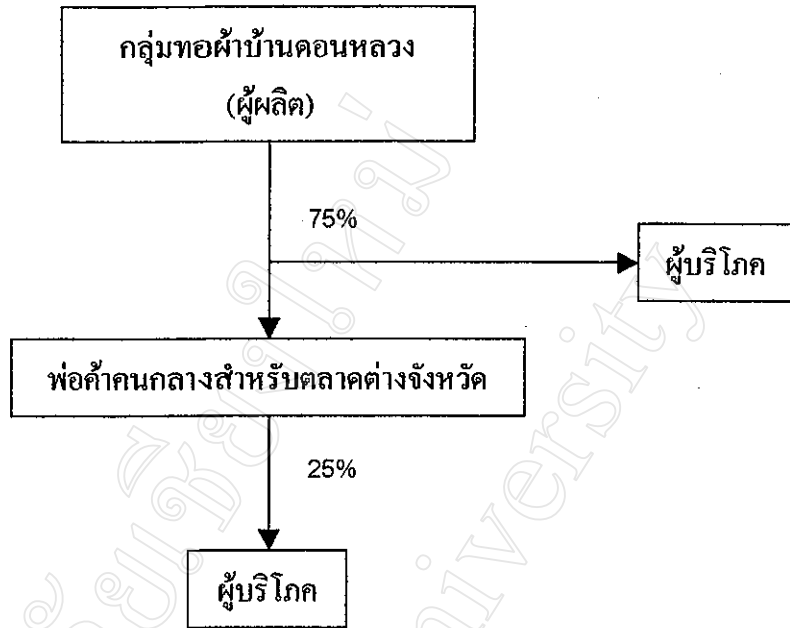 กลุ่มทอผ้าบ้านดอนหลวง
(ผู้ผลิต)
75%
ผู้บริโภค
พ่อค้าคนกลางสำหรับตลาดต่างจังหวัด
25%
ผู้บริโภค
University